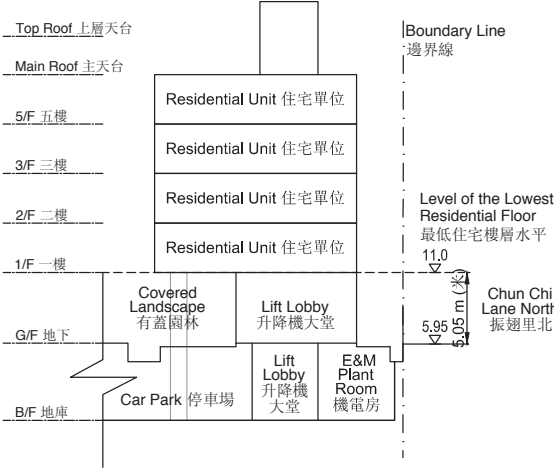 Top Roof 上層天台
Main Roof 主天台
5/F 五樓
3/F 三樓
2/F 二樓
1/F 一樓
G/F 地下
B/F 地庫
Residential Unit 住宅單位
Residential Unit 住宅單位
Residential Unit 住宅單位
Residential Unit 住宅單位
Covered
Landscape
有蓋園林
Lift Lobby
升降機大堂
Car Park 停車場
Lift
Lobby
升降機
大堂
E&M
Plant
Room
機電房
Boundary Line
邊界線
Level of the Lowest
Residential Floor
最低住宅樓層水平
11.0
5.95
5.05 m (米)
Chun Chi
Lane North
振翅里北